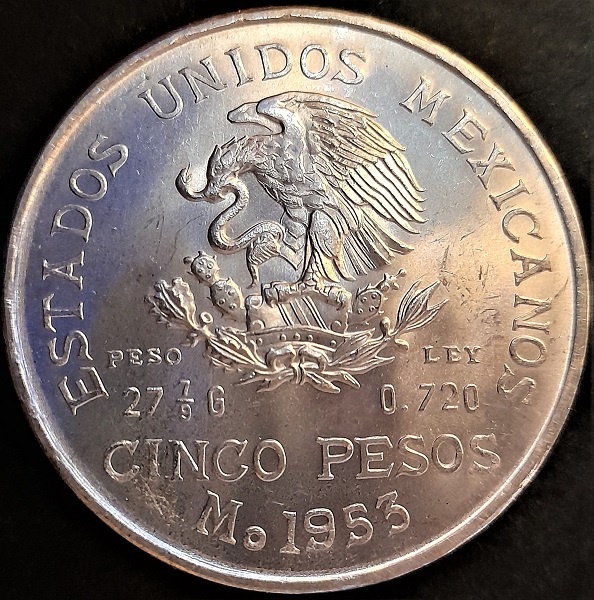 ESTADOS UNIDOS MEXICANOS
PESO LEY
27 7/9 G 0.720
CINCO PESOS
Mo 1953